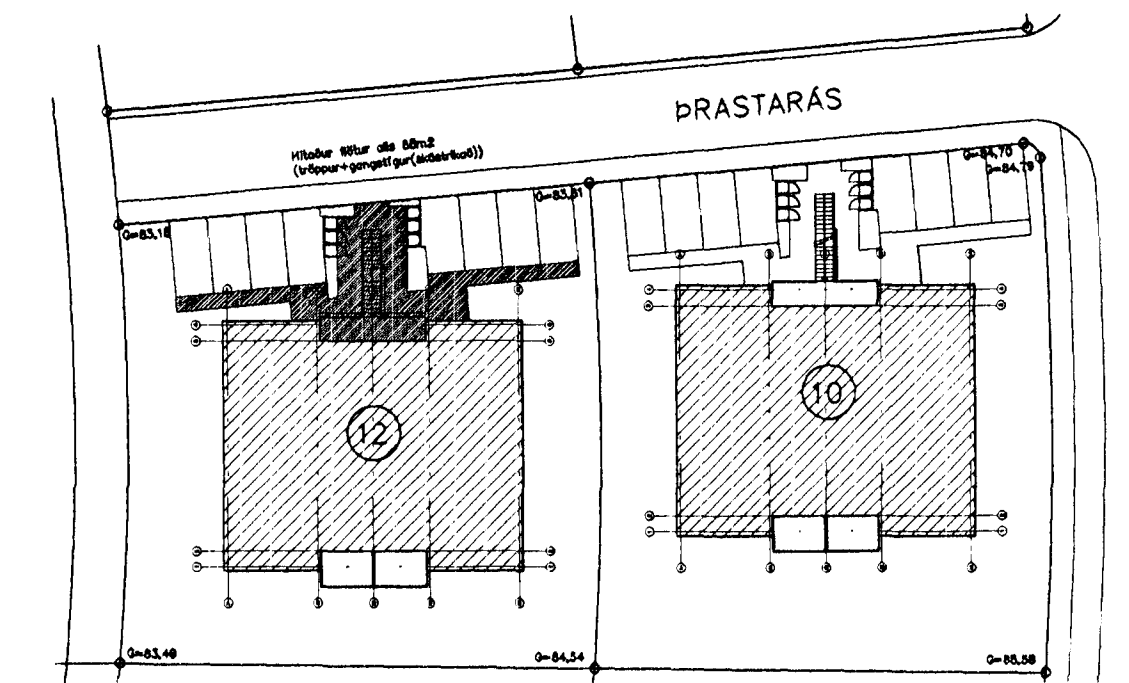 ÞRASTARÁS
Hitaður flötur alls 88m2
(tröppur+gangstígur(skástrikað))
G=84,70
G=84,79
G=83,81
G=83,18
10
12
G=83,49
G=84,54
G=85,58